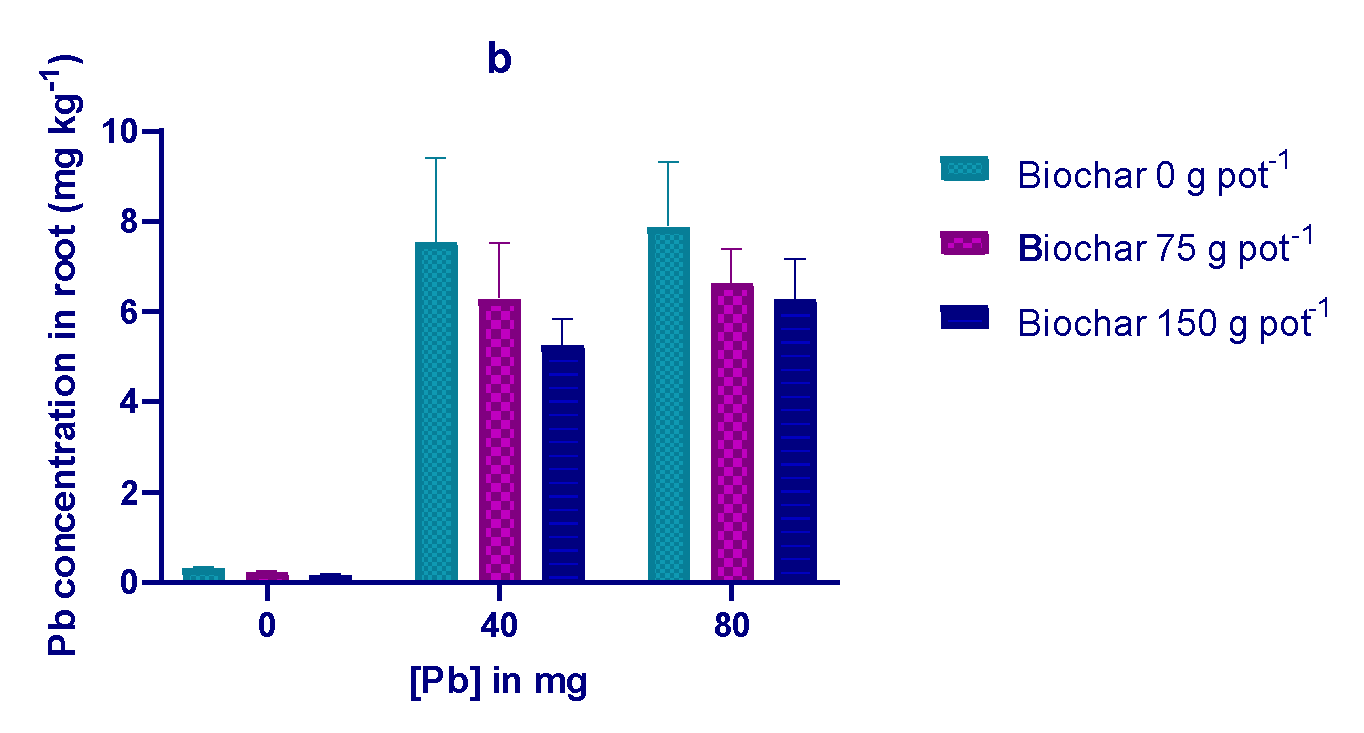 b
Pb concentration in root (mg kg⁻¹)
10
8
6
4
2
0
0 40 80
[Pb] in mg
Biochar 0 g pot⁻¹
Biochar 75 g pot⁻¹
Biochar 150 g pot⁻¹